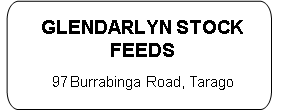 GLENDARLYN STOCK
FEEDS
97 Burrabinga Road, Tarago